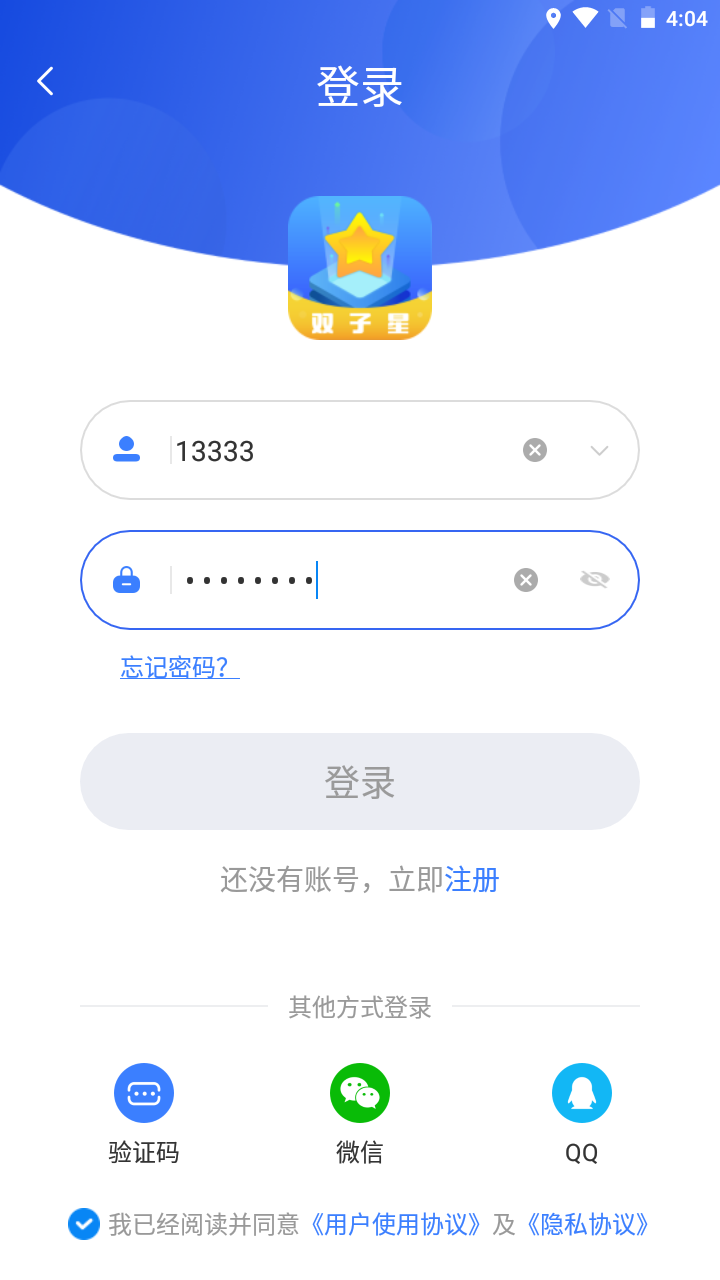 4:04
登录
双子星
13333
••••••••
忘记密码？
登录
还没有账号，立即注册
其他方式登录
验证码 微信 QQ
我已经阅读并同意《用户使用协议》及《隐私协议》